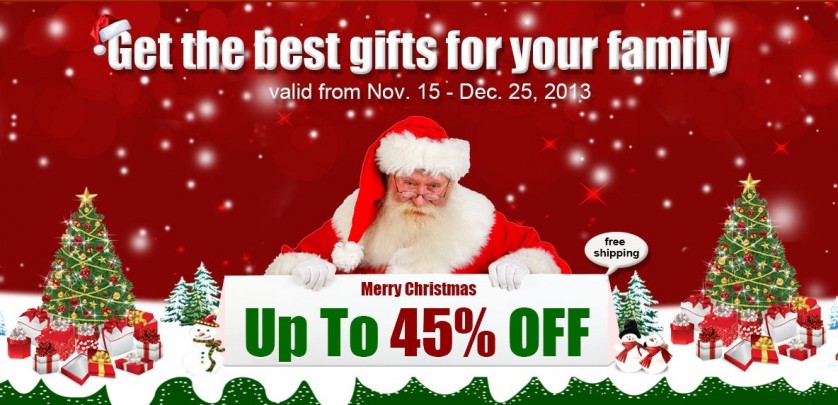 Get the best gifts for your family
valid from Nov. 15 - Dec. 25, 2013
free
shipping
Merry Christmas
Up To 45% OFF